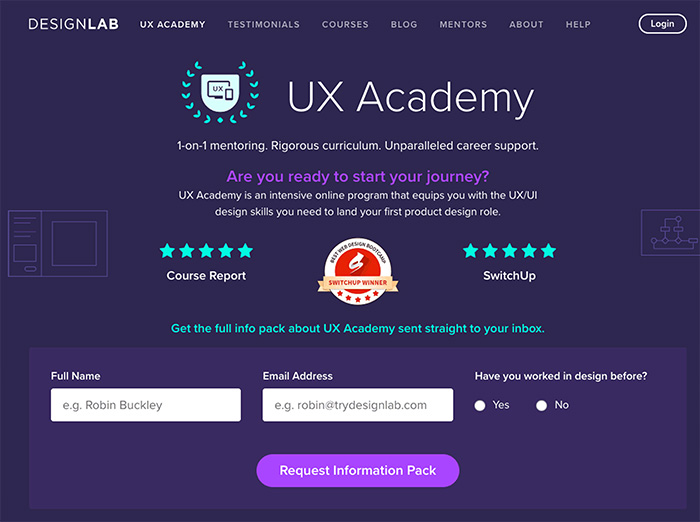 DESIGNLAB UX ACADEMY TESTIMONIALS COURSES BLOG MENTORS ABOUT HELP Login
UX
UX Academy
1-on-1 mentoring. Rigorous curriculum. Unparalleled career support.
Are you ready to start your journey?
UX Academy is an intensive online program that equips you with the UX/UI
design skills you need to land your first product design role.
BEST WEB DESIGN BOOTCAMP
SWITCHUP WINNER
Course Report
SwitchUp
Get the full info pack about UX Academy sent straight to your inbox.
Full Name
e.g. Robin Buckley
Email Address
e.g. robin@trydesignlab.com
Have you worked in design before?
Yes No
Request Information Pack